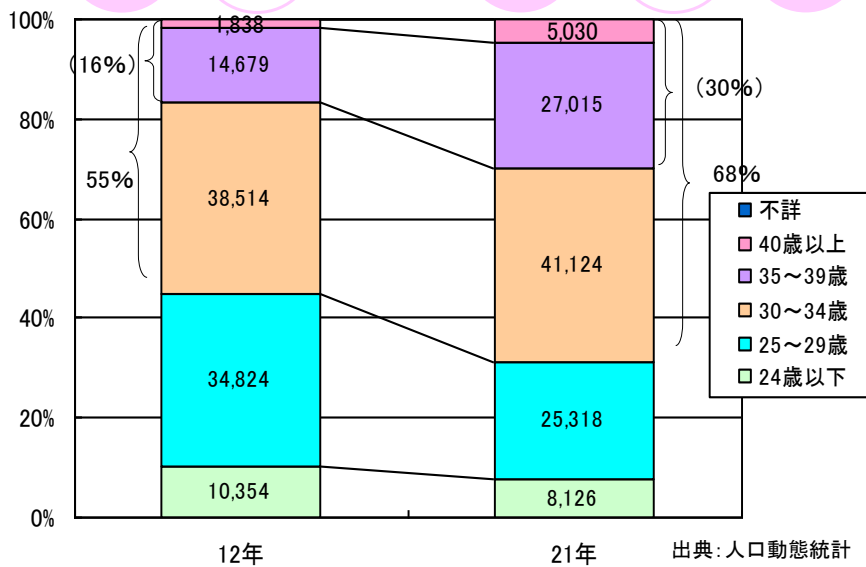 100%
80%
60%
40%
20%
0%
(16%)
55%
1,838
14,679
38,514
34,824
10,354
5,030
27,015
41,124
25,318
8,126
(30%)
68%
不詳
40歳以上
35～39歳
30～34歳
25～29歳
24歳以下
12年
21年
出典:人口動態統計